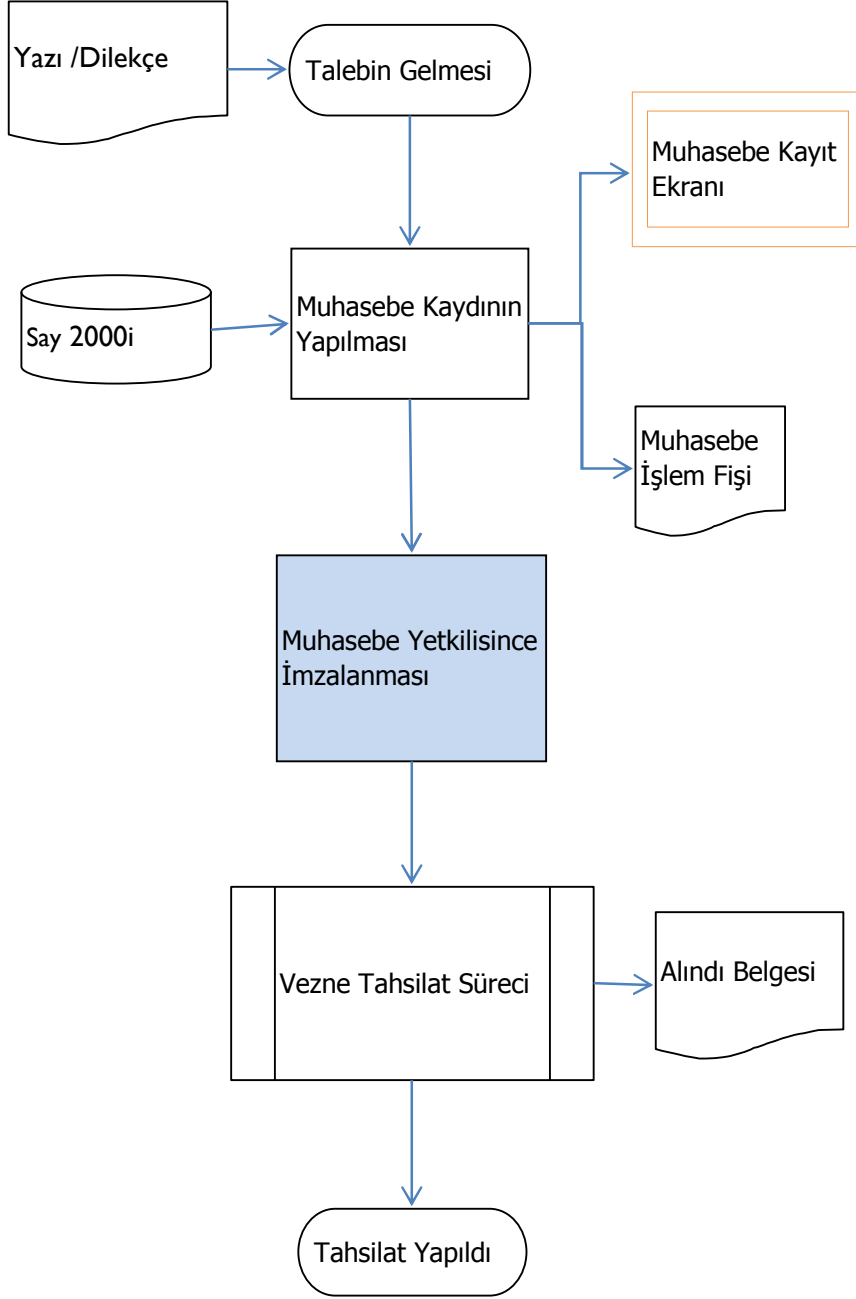 Yazı /Dilekçe
Talebin Gelmesi
Muhasebe Kayıt
Ekranı
Muhasebe Kaydının
Yapılması
Say 2000i
Muhasebe
İşlem Fişi
Muhasebe Yetkilisince
İmzalanması
Vezne Tahsilat Süreci
Alındı Belgesi
Tahsilat Yapıldı